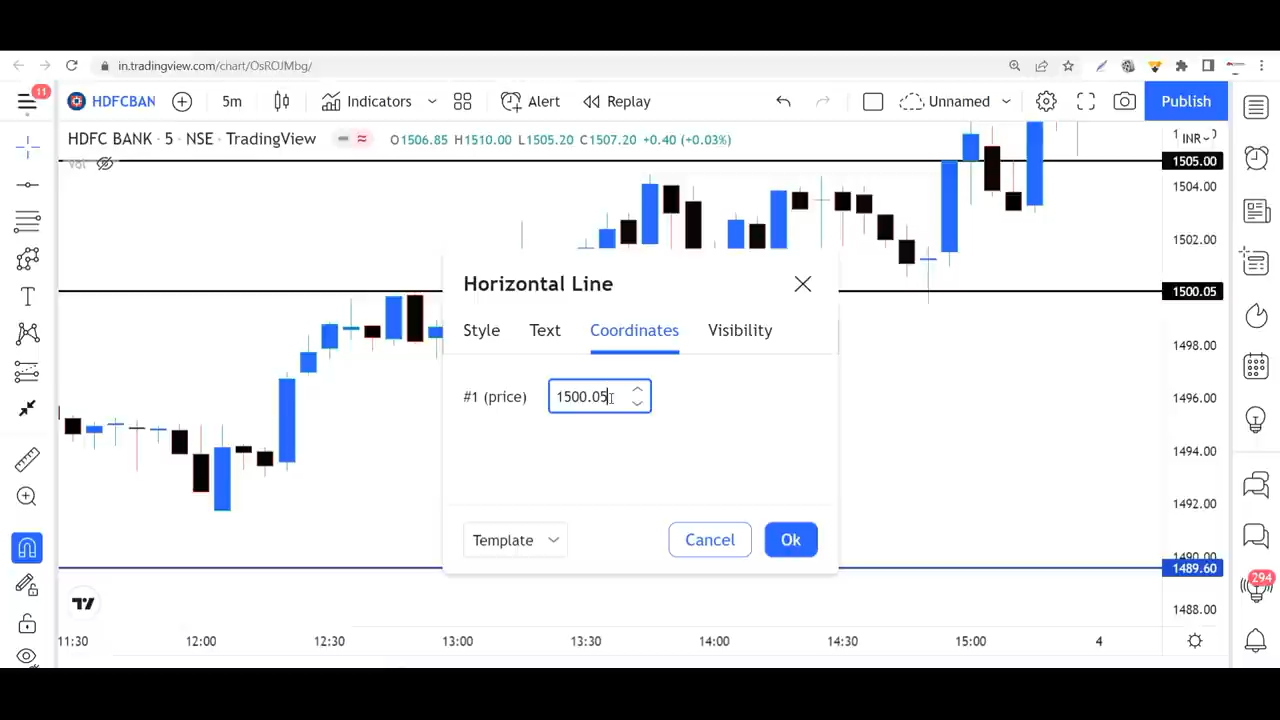 in.tradingview.com/chart/OsROJMbg/
11
HDFCBAN
5m
Indicators
Alert
Replay
Unnamed
Publish
HDFC BANK · 5 · NSE · TradingView
O1506.85 H1510.00 L1505.20 C1507.20 +0.40 (+0.03%)
INR
Vol
1505.00
1504.00
1502.00
1500.05
1498.00
1496.00
1494.00
1492.00
1490.00
1489.60
1488.00
Horizontal Line
Style
Text
Coordinates
Visibility
#1 (price)
1500.05
Template
Cancel
Ok
294
11:30
12:00
12:30
13:00
13:30
14:00
14:30
15:00
4